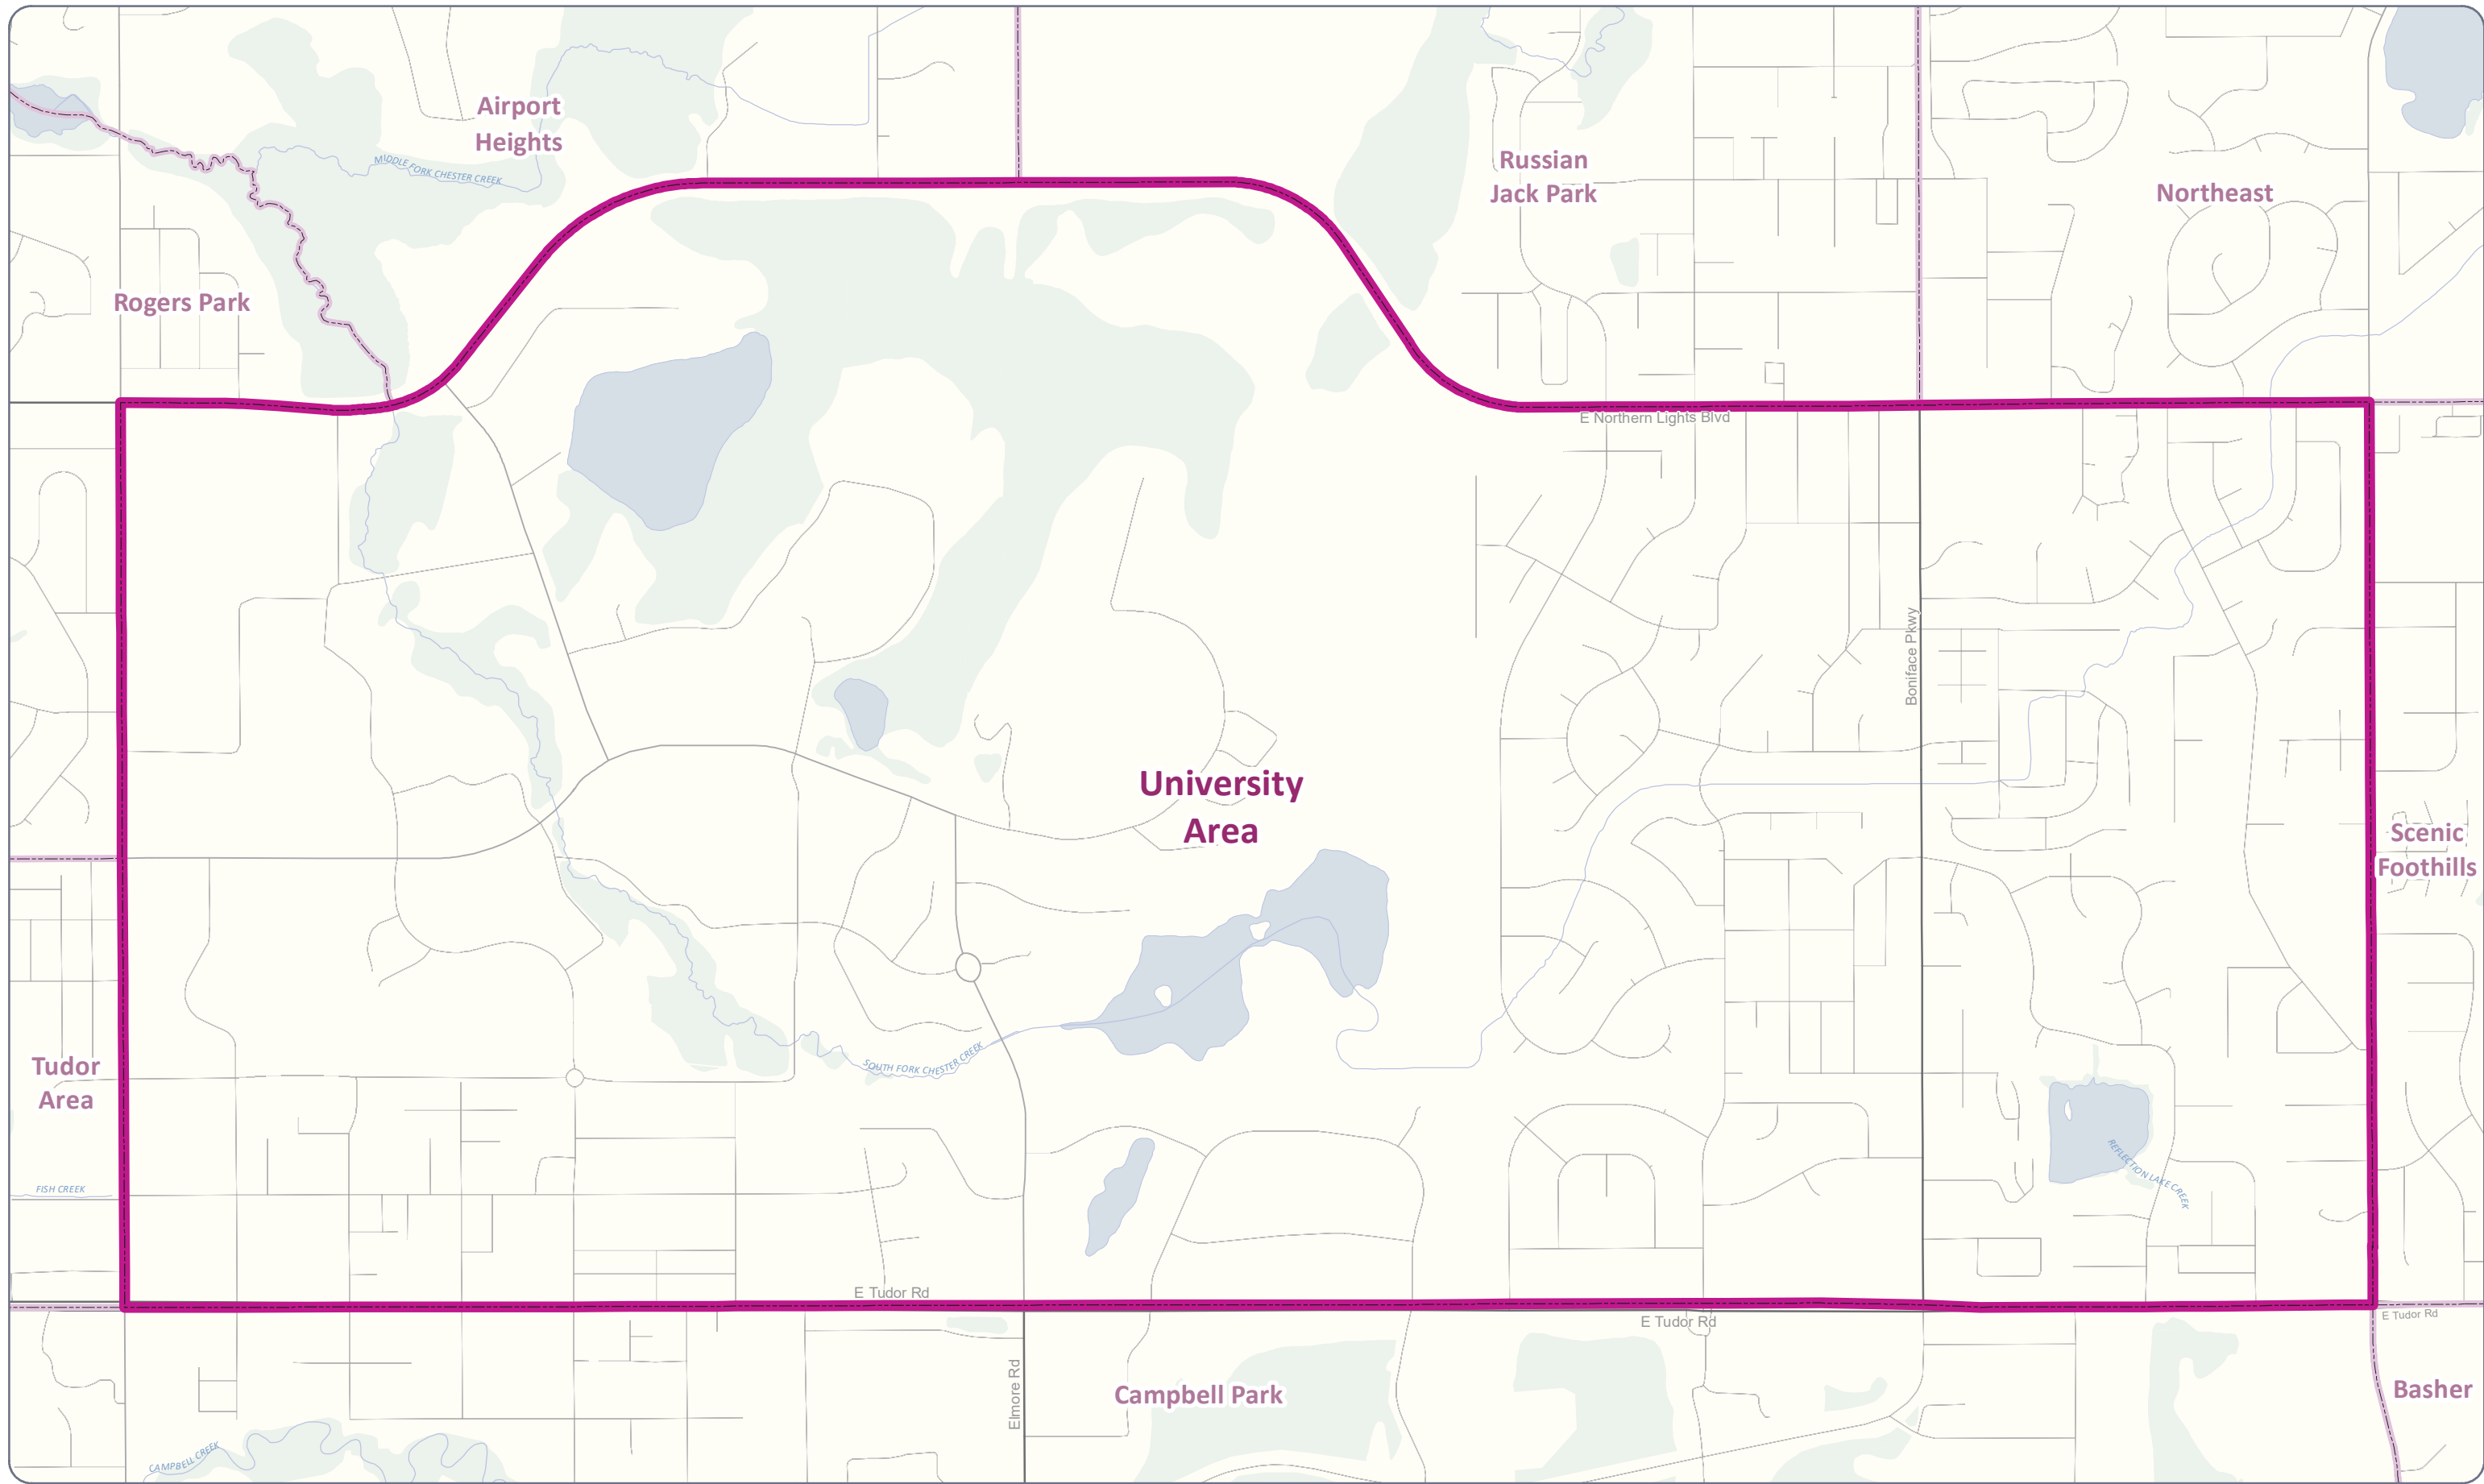 Airport
Heights
MIDDLE FORK CHESTER CREEK
Russian
Jack Park
Northeast
Rogers Park
E Northern Lights Blvd
Boniface Pkwy
University
Area
Scenic
Foothills
SOUTH FORK CHESTER CREEK
Tudor
Area
REFLECTION LAKE CREEK
FISH CREEK
E Tudor Rd
E Tudor Rd
E Tudor Rd
Elmore Rd
Campbell Park
Basher
CAMPBELL CREEK